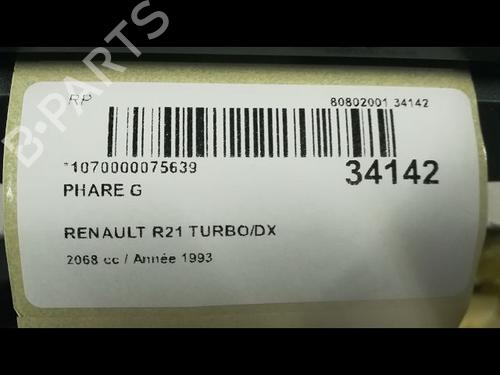 RP
80802001 34142
*1070000075639
34142
PHARE G
RENAULT R21 TURBO/DX
2068 cc / Année 1993
B-PARTS